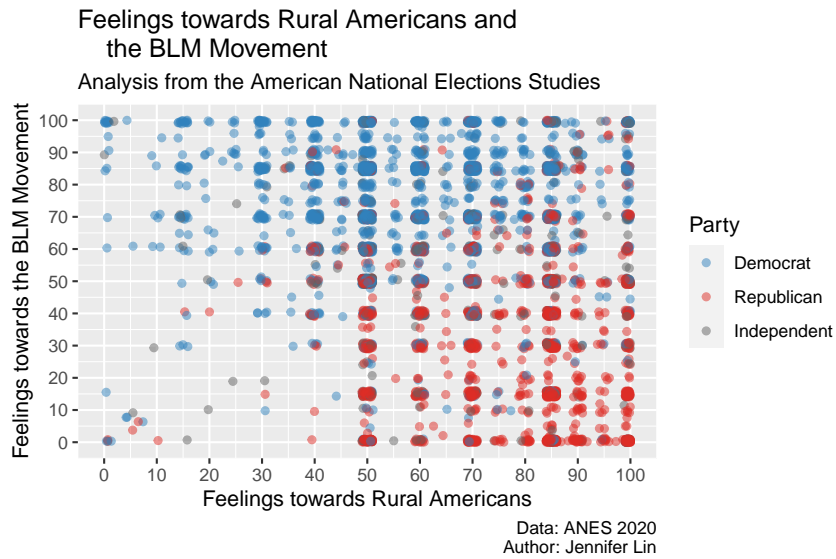 Feelings towards Rural Americans and
the BLM Movement
Analysis from the American National Elections Studies
Feelings towards the BLM Movement
100
90
80
70
60
50
40
30
20
10
0
0 10 20 30 40 50 60 70 80 90 100
Feelings towards Rural Americans
Party
Democrat
Republican
Independent
Data: ANES 2020
Author: Jennifer Lin